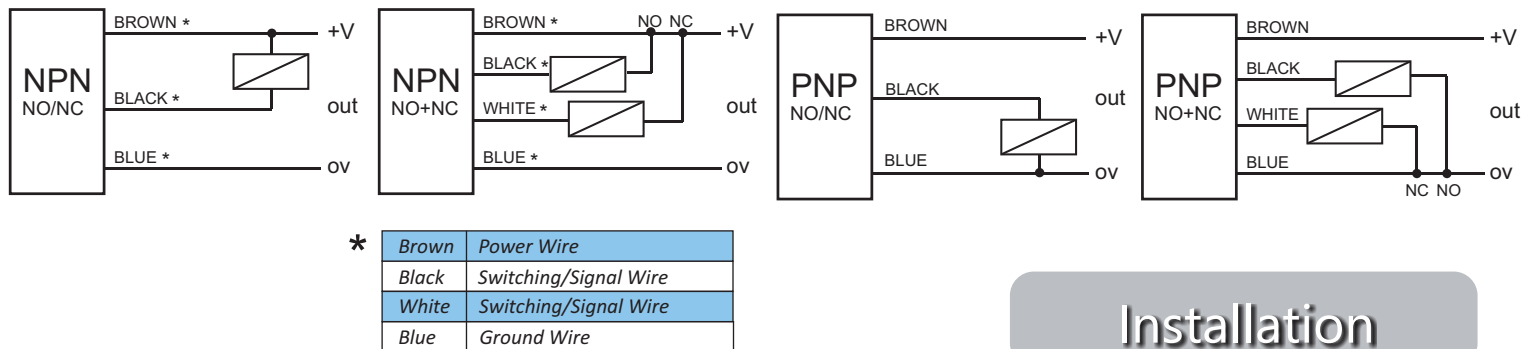 BROWN *
+V
NPN
NO/NC
BLACK *
out
BLUE *
ov
BROWN *
NO NC
+V
BLACK *
NPN
NO+NC
WHITE *
out
BLUE *
ov
BROWN
+V
PNP
NO/NC
BLACK
out
BLUE
ov
BROWN
+V
BLACK
PNP
NO+NC
WHITE
out
BLUE
ov
NC NO
*
Brown Power Wire
Black Switching/Signal Wire
White Switching/Signal Wire
Blue Ground Wire
Installation